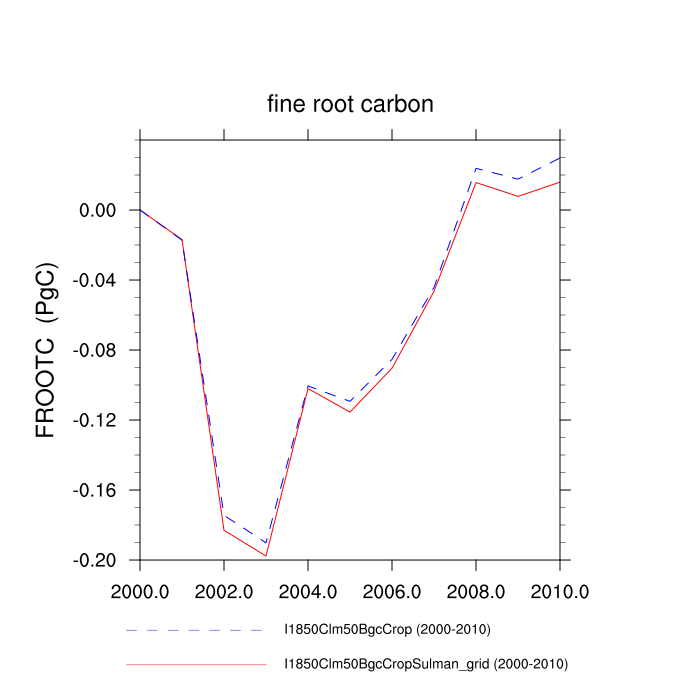 fine root carbon
FROOTC (PgC)
0.00
-0.04
-0.08
-0.12
-0.16
-0.20
2000.0 2002.0 2004.0 2006.0 2008.0 2010.0
I1850Clm50BgcCrop (2000-2010)
I1850Clm50BgcCropSulman_grid (2000-2010)